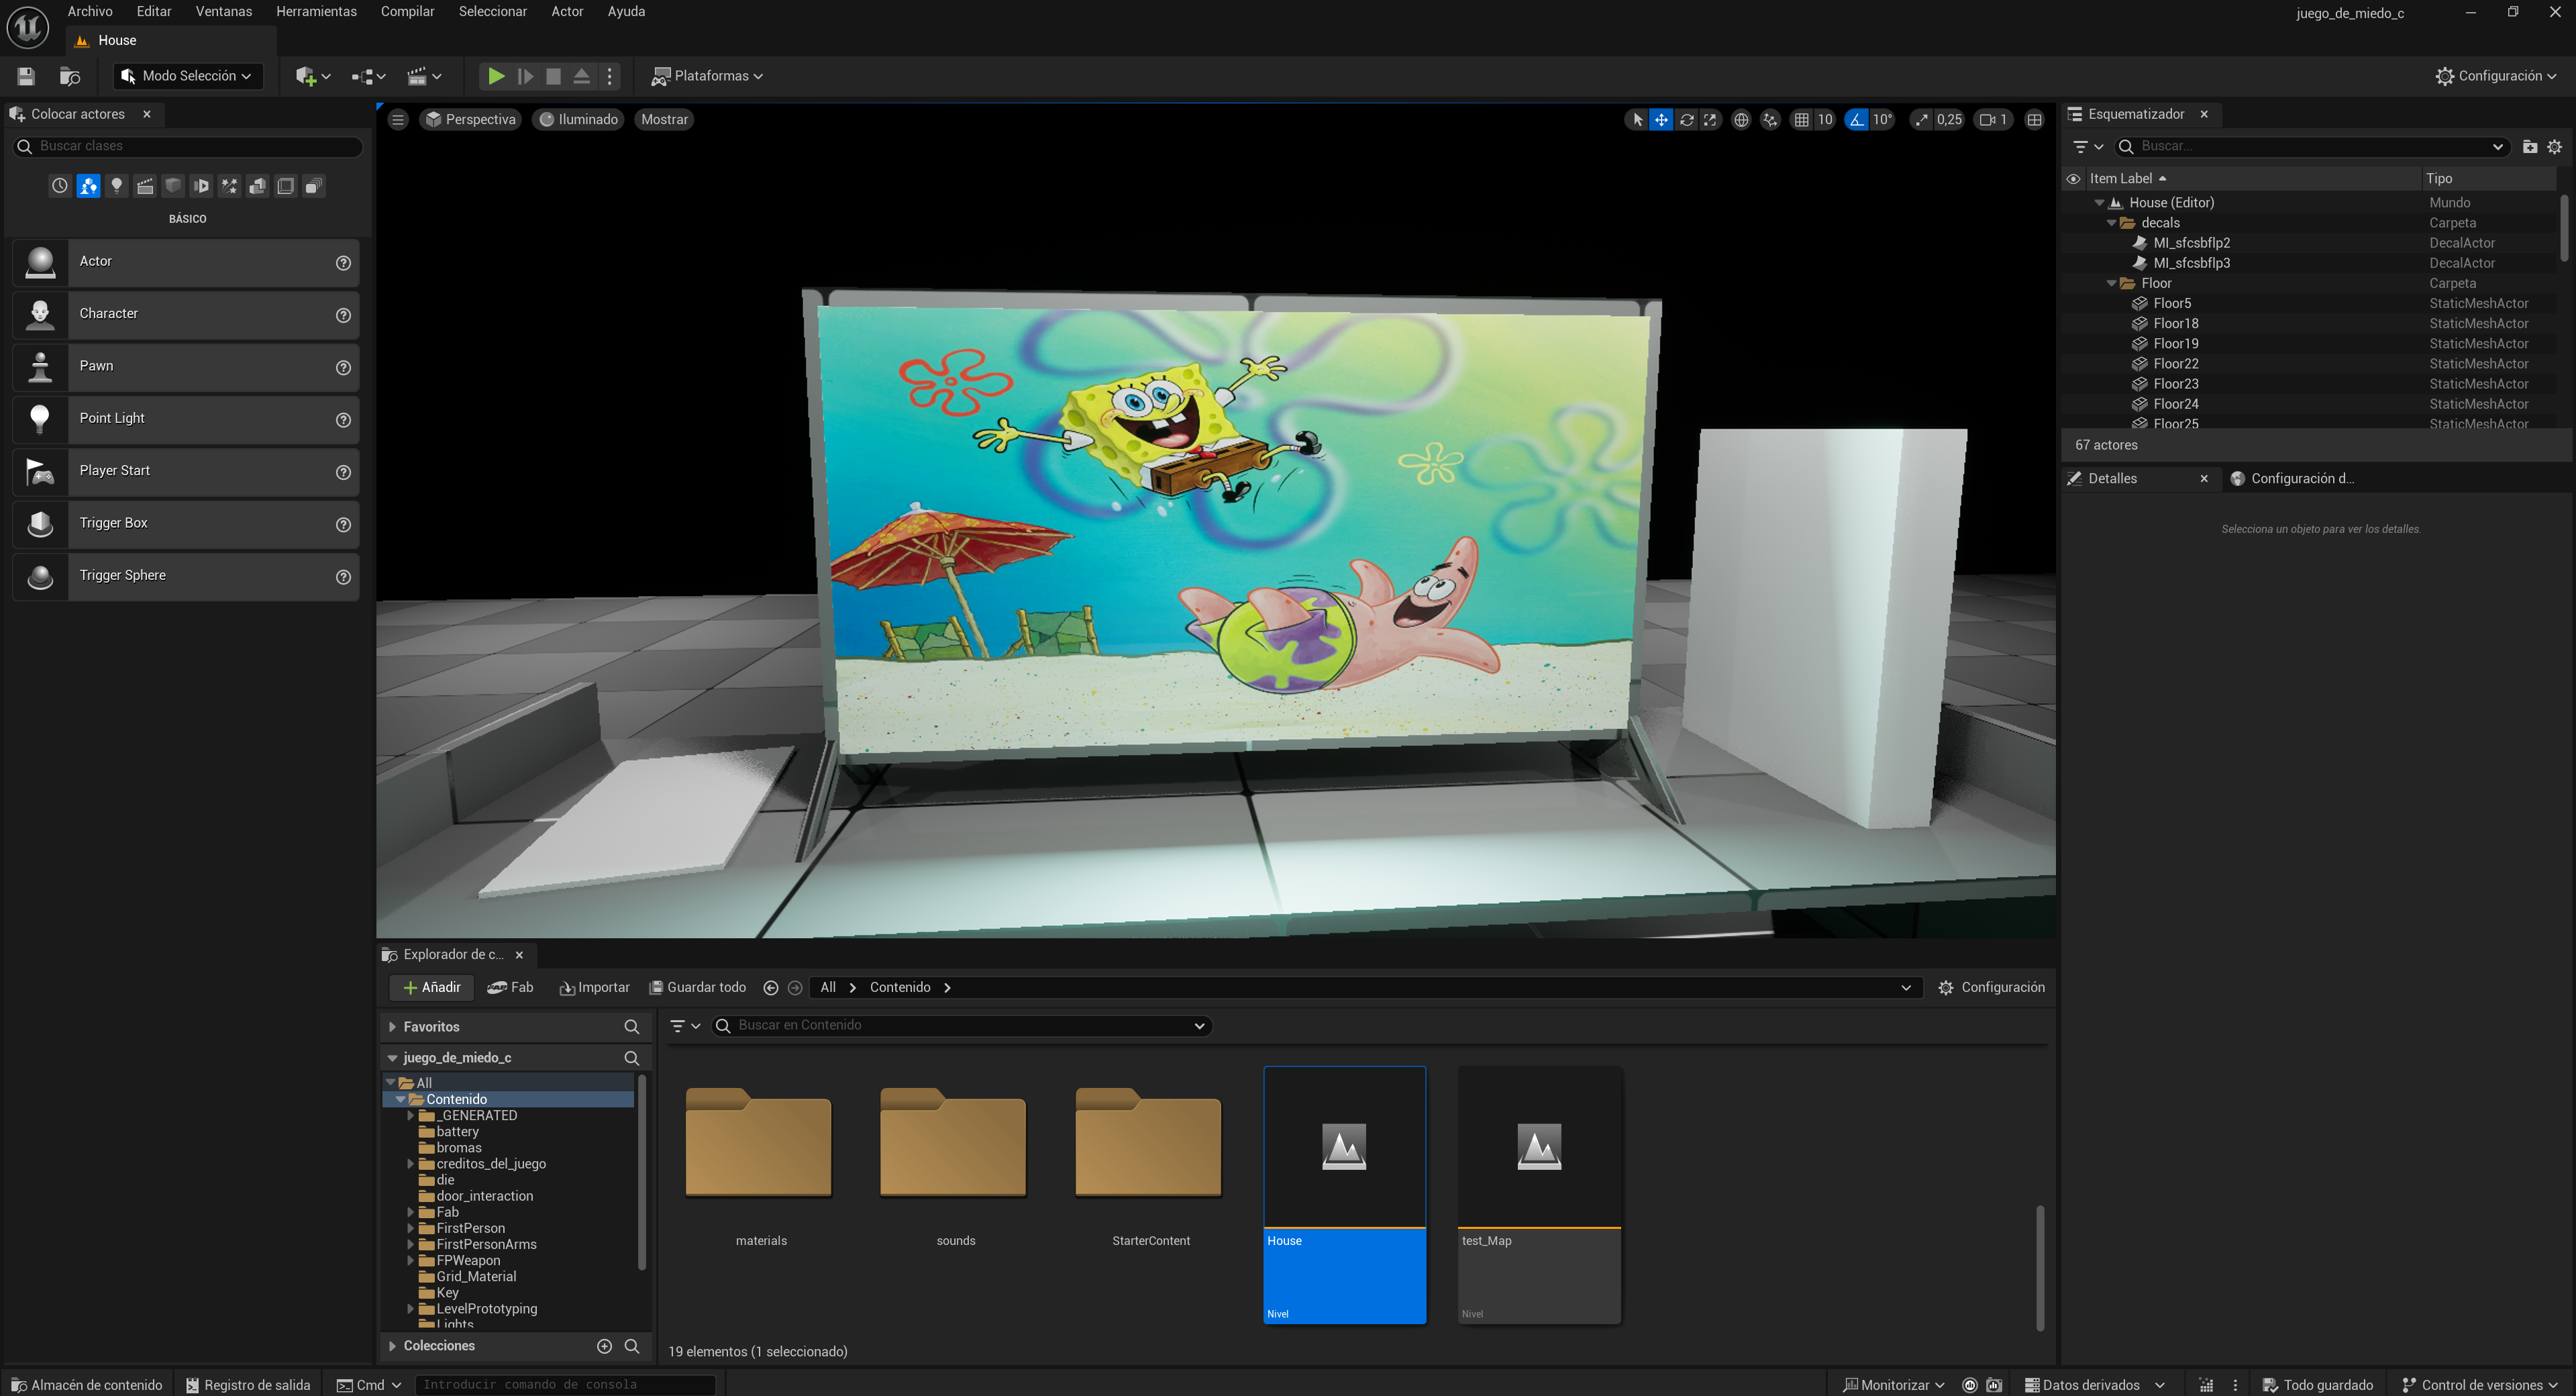 Archivo Editar Ventanas Herramientas Compilar Seleccionar Actor Ayuda
juego_de_miedo_c
House
Modo Selección
Plataformas
Configuración
Colocar actores
Buscar clases
BÁSICO
Actor
Character
Pawn
Point Light
Player Start
Trigger Box
Trigger Sphere
Perspectiva Iluminado Mostrar
10 10° 0,25 1
Esquematizador
Buscar...
Item Label Tipo
House (Editor) Mundo
decals Carpeta
MI_sfcsbflp2 DecalActor
MI_sfcsbflp3 DecalActor
Floor Carpeta
Floor5 StaticMeshActor
Floor18 StaticMeshActor
Floor19 StaticMeshActor
Floor22 StaticMeshActor
Floor23 StaticMeshActor
Floor24 StaticMeshActor
Floor25 StaticMeshActor
67 actores
Detalles Configuración d...
Selecciona un objeto para ver los detalles.
Explorador de c...
Añadir Fab Importar Guardar todo All Contenido
Configuración
Favoritos
Buscar en Contenido
juego_de_miedo_c
All
Contenido
_GENERATED
battery
bromas
creditos_del_juego
die
door_interaction
Fab
FirstPerson
FirstPersonArms
FPWeapon
Grid_Material
Key
LevelPrototyping
Lights
Colecciones
materials
sounds
StarterContent
House
Nivel
test_Map
Nivel
19 elementos (1 seleccionado)
Almacén de contenido Registro de salida Cmd Introducir comando de consola
Monitorizar Datos derivados Todo guardado Control de versiones